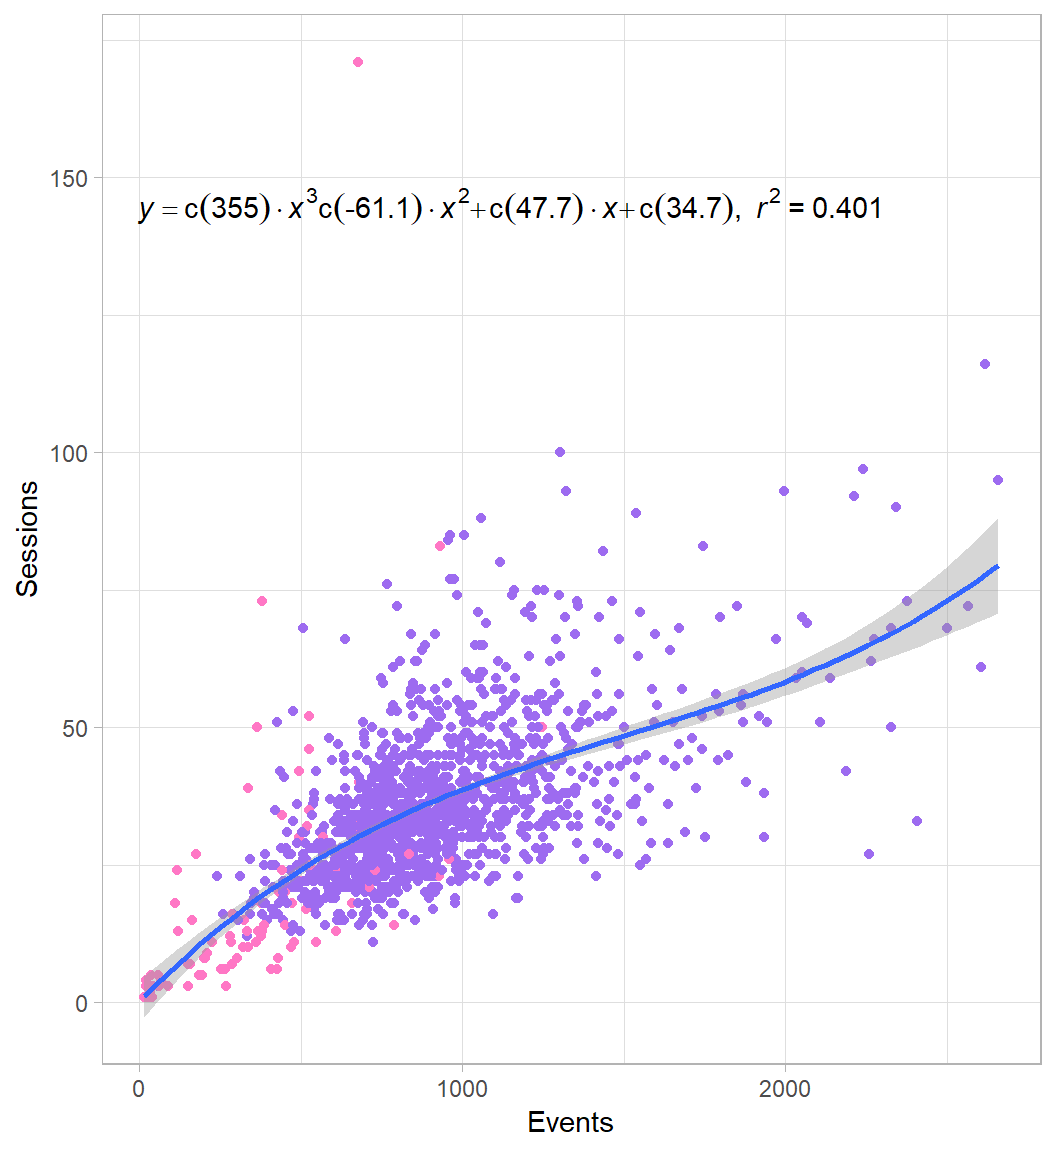 150
y = c(355) · x³c(-61.1) · x²+c(47.7) · x+c(34.7), r² = 0.401
100
Sessions
50
0
0 1000 2000
Events